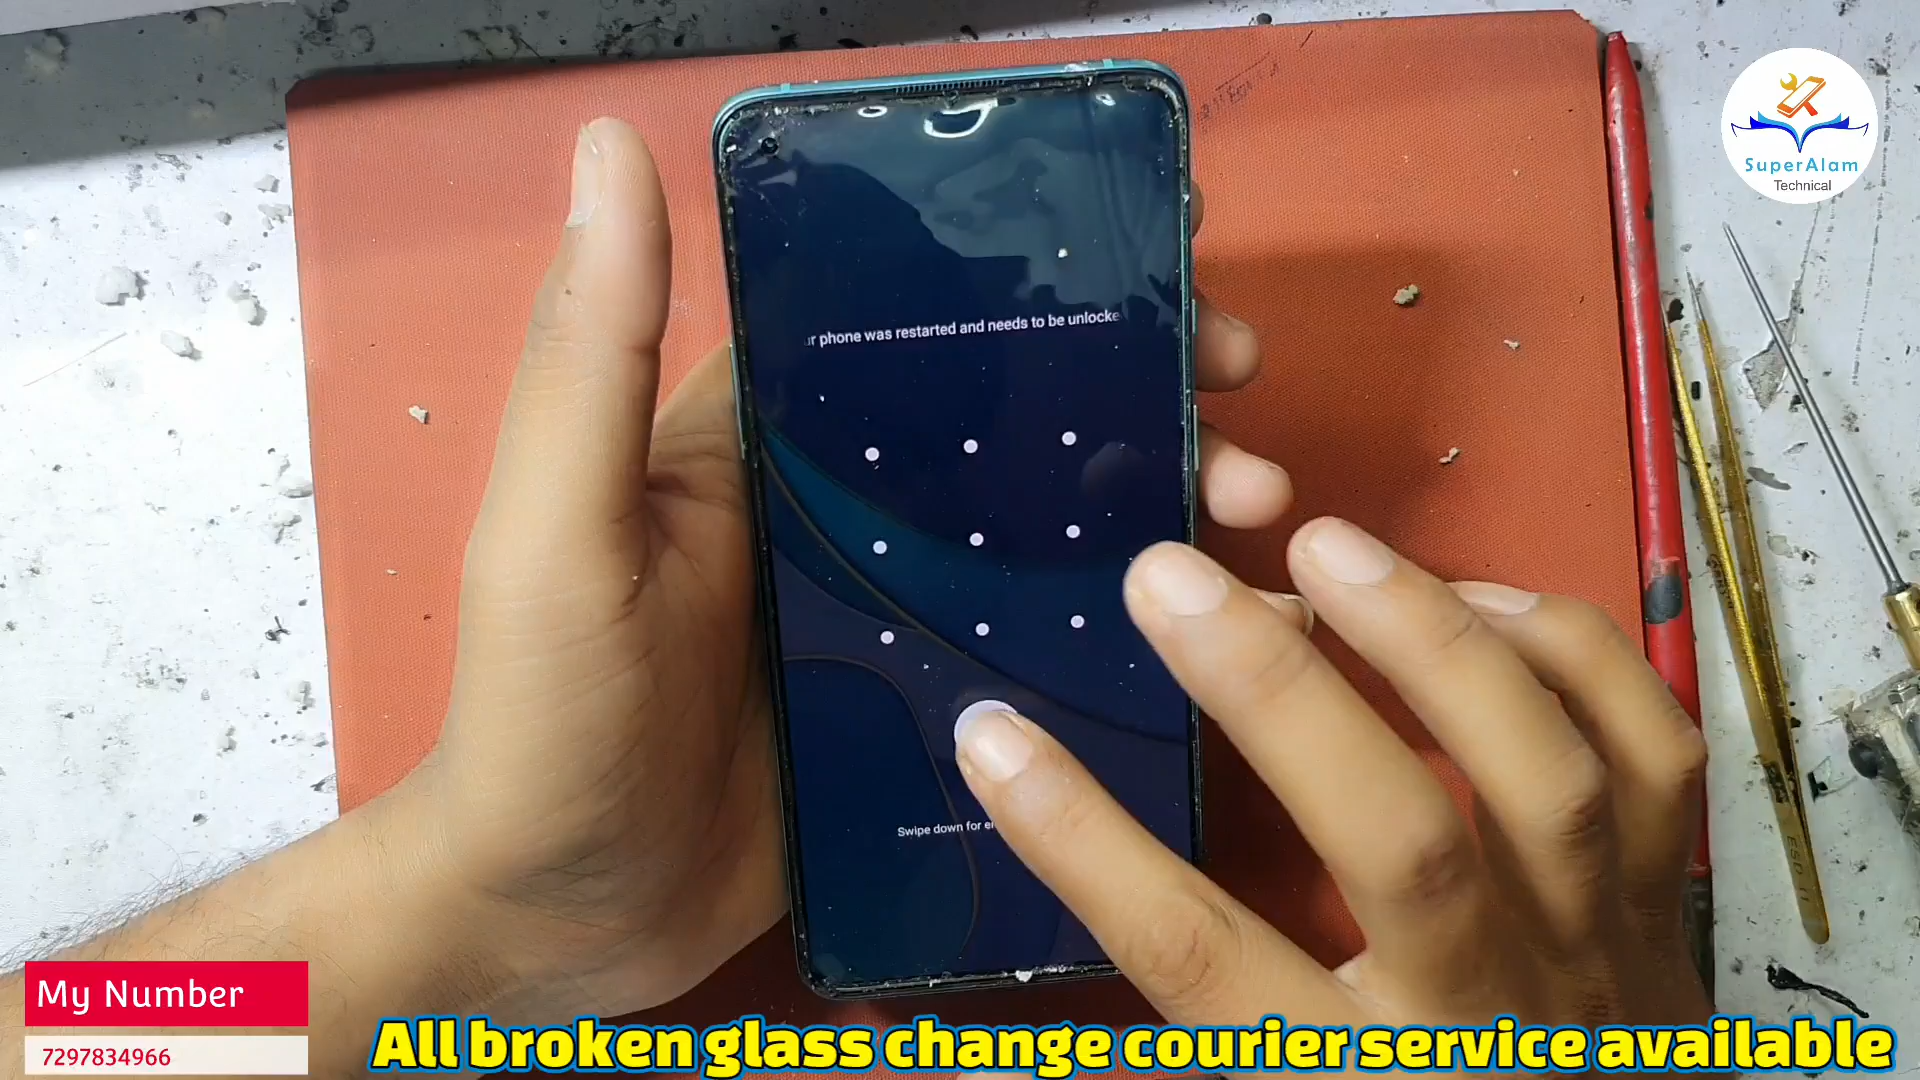 SuperAlam
Technical
phone was restarted and needs to be
Swipe down for
My Number
7297834966
All broken glass change courier service available